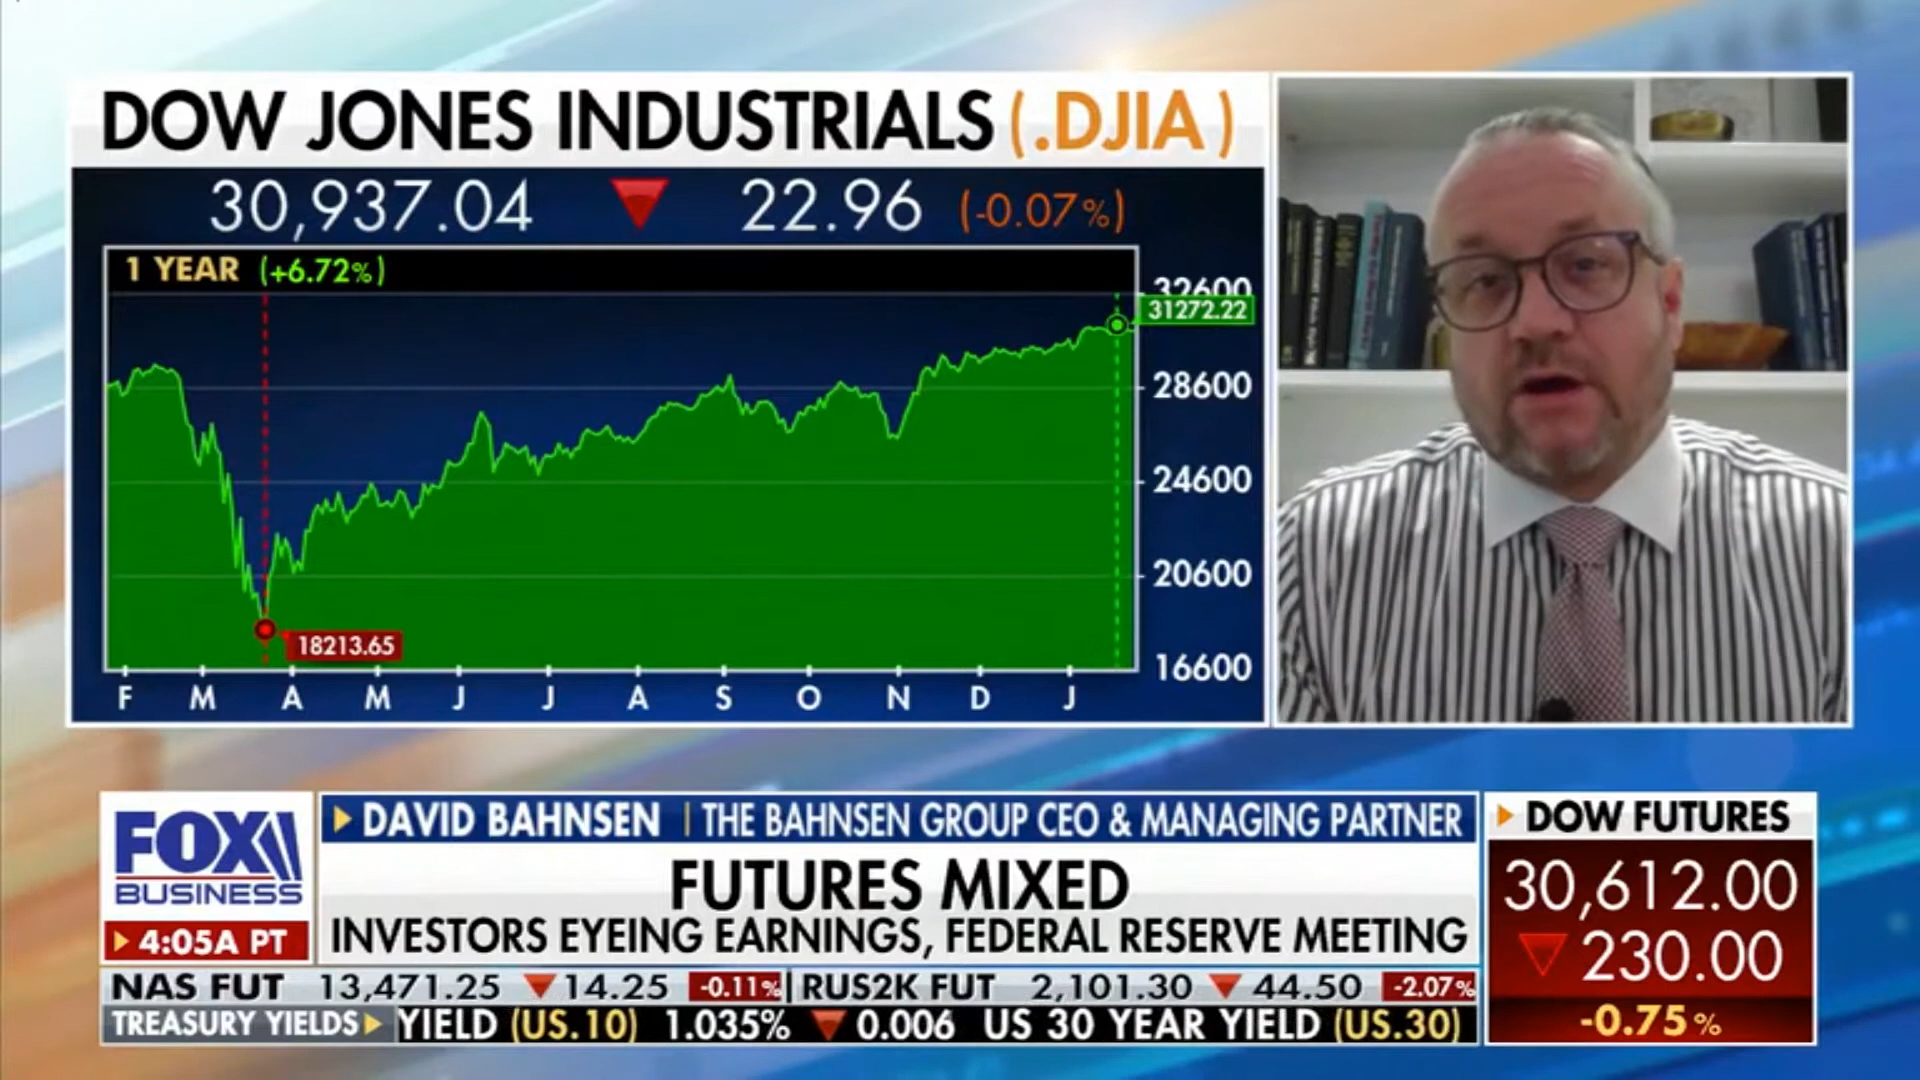 DOW JONES INDUSTRIALS (.DJIA)
30,937.04 ▼ 22.96 (-0.07%)
1 YEAR (+6.72%)
32600
31272.22
28600
24600
20600
18213.65
16600
F M A M J J A S O N D J
FOX BUSINESS
4:05A PT
DAVID BAHNSEN | THE BAHNSEN GROUP CEO & MANAGING PARTNER
FUTURES MIXED
INVESTORS EYEING EARNINGS, FEDERAL RESERVE MEETING
DOW FUTURES
30,612.00
▼ 230.00
-0.75%
NAS FUT 13,471.25 ▼ 14.25 -0.11% | RUS2K FUT 2,101.30 ▼ 44.50 -2.07%
TREASURY YIELDS YIELD (US.10) 1.035% ▼ 0.006 US 30 YEAR YIELD (US.30)